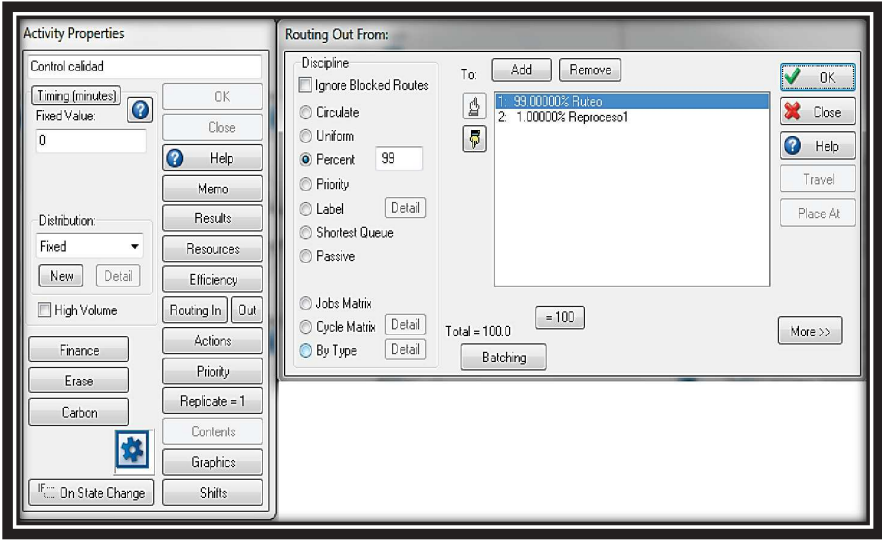 Activity Properties
Control calidad
Timing (minutes)
Fixed Value:
0
Distribution:
Fixed
New
Detail
High Volume
Finance
Erase
Carbon
IF
On State Change
OK
Close
Help
Memo
Results
Resources
Efficiency
Routing In
Out
Actions
Priority
Replicate = 1
Contents
Graphics
Shifts
Routing Out From:
Discipline
Ignore Blocked Routes
Circulate
Uniform
Percent
99
Priority
Label
Detail
Shortest Queue
Passive
Jobs Matrix
Cycle Matrix
Detail
By Type
Detail
To:
Add
Remove
1: 99.00000% Ruteo
2: 1.00000% Reproceso1
= 100
Total = 100.0
Batching
OK
Close
Help
Travel
Place At
More >>